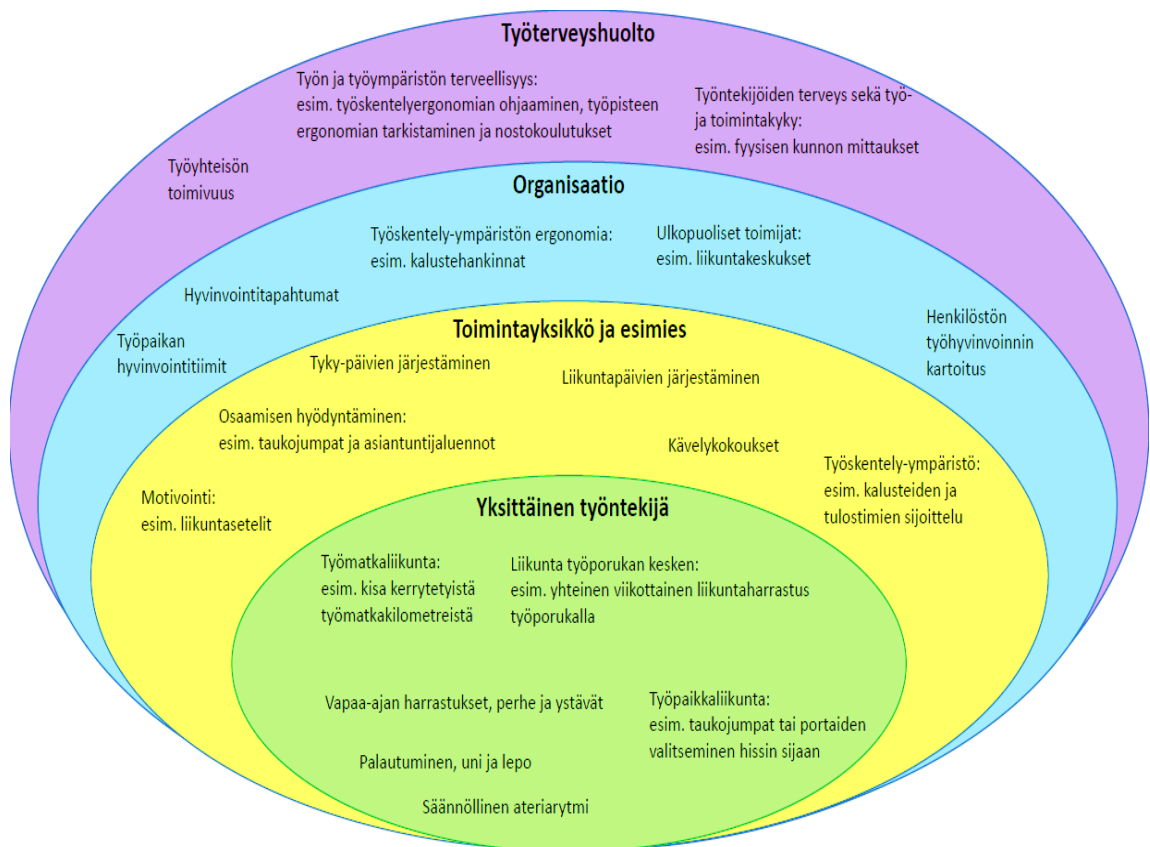 Työterveyshuolto
Työn ja työympäristön terveellisyys:
esim. työskentelyergonomian ohjaaminen, työpisteen
ergonomian tarkistaminen ja nostokoulutukset
Työntekijöiden terveys sekä työ-
ja toimintakyky:
esim. fyysisen kunnon mittaukset
Työyhteisön
toimivuus
Organisaatio
Työskentely-ympäristön ergonomia:
esim. kalustehankinnat
Ulkopuoliset toimijat:
esim. liikuntakeskukset
Hyvinvointitapahtumat
Työpaikan
hyvinvointitiimit
Henkilöstön
työhyvinvoinnin
kartoitus
Toimintayksikkö ja esimies
Tyky-päivien järjestäminen
Liikuntapäivien järjestäminen
Osaamisen hyödyntäminen:
esim. taukojumpat ja asiantuntijaluennot
Kävelykokoukset
Työskentely-ympäristö:
esim. kalusteiden ja
tulostimien sijoittelu
Motivointi:
esim. liikuntasetelit
Yksittäinen työntekijä
Työmatkaliikunta:
esim. kisa kerrytetyistä
työmatkakilometreistä
Liikunta työporukan kesken:
esim. yhteinen viikottainen liikuntaharrastus
työporukalla
Vapaa-ajan harrastukset, perhe ja ystävät
Työpaikkaliikunta:
esim. taukojumpat tai portaiden
valitseminen hissin sijaan
Palautuminen, uni ja lepo
Säännöllinen ateriarytmi